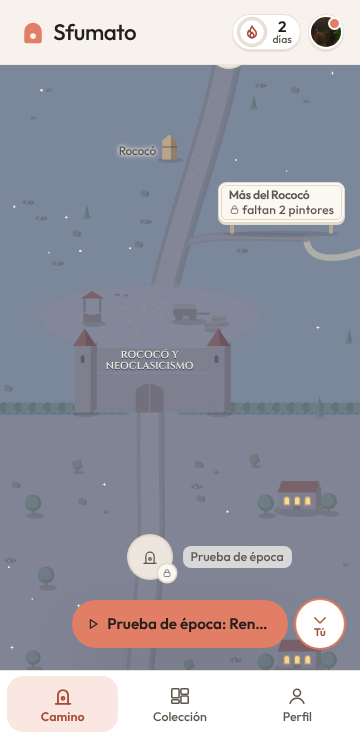 Sfumato
2
días
Rococó
Más del Rococó
faltan 2 pintores
ROCOCÓ Y
NEOCLASICISMO
Prueba de época
Prueba de época: Ren...
Tú
Camino
Colección
Perfil